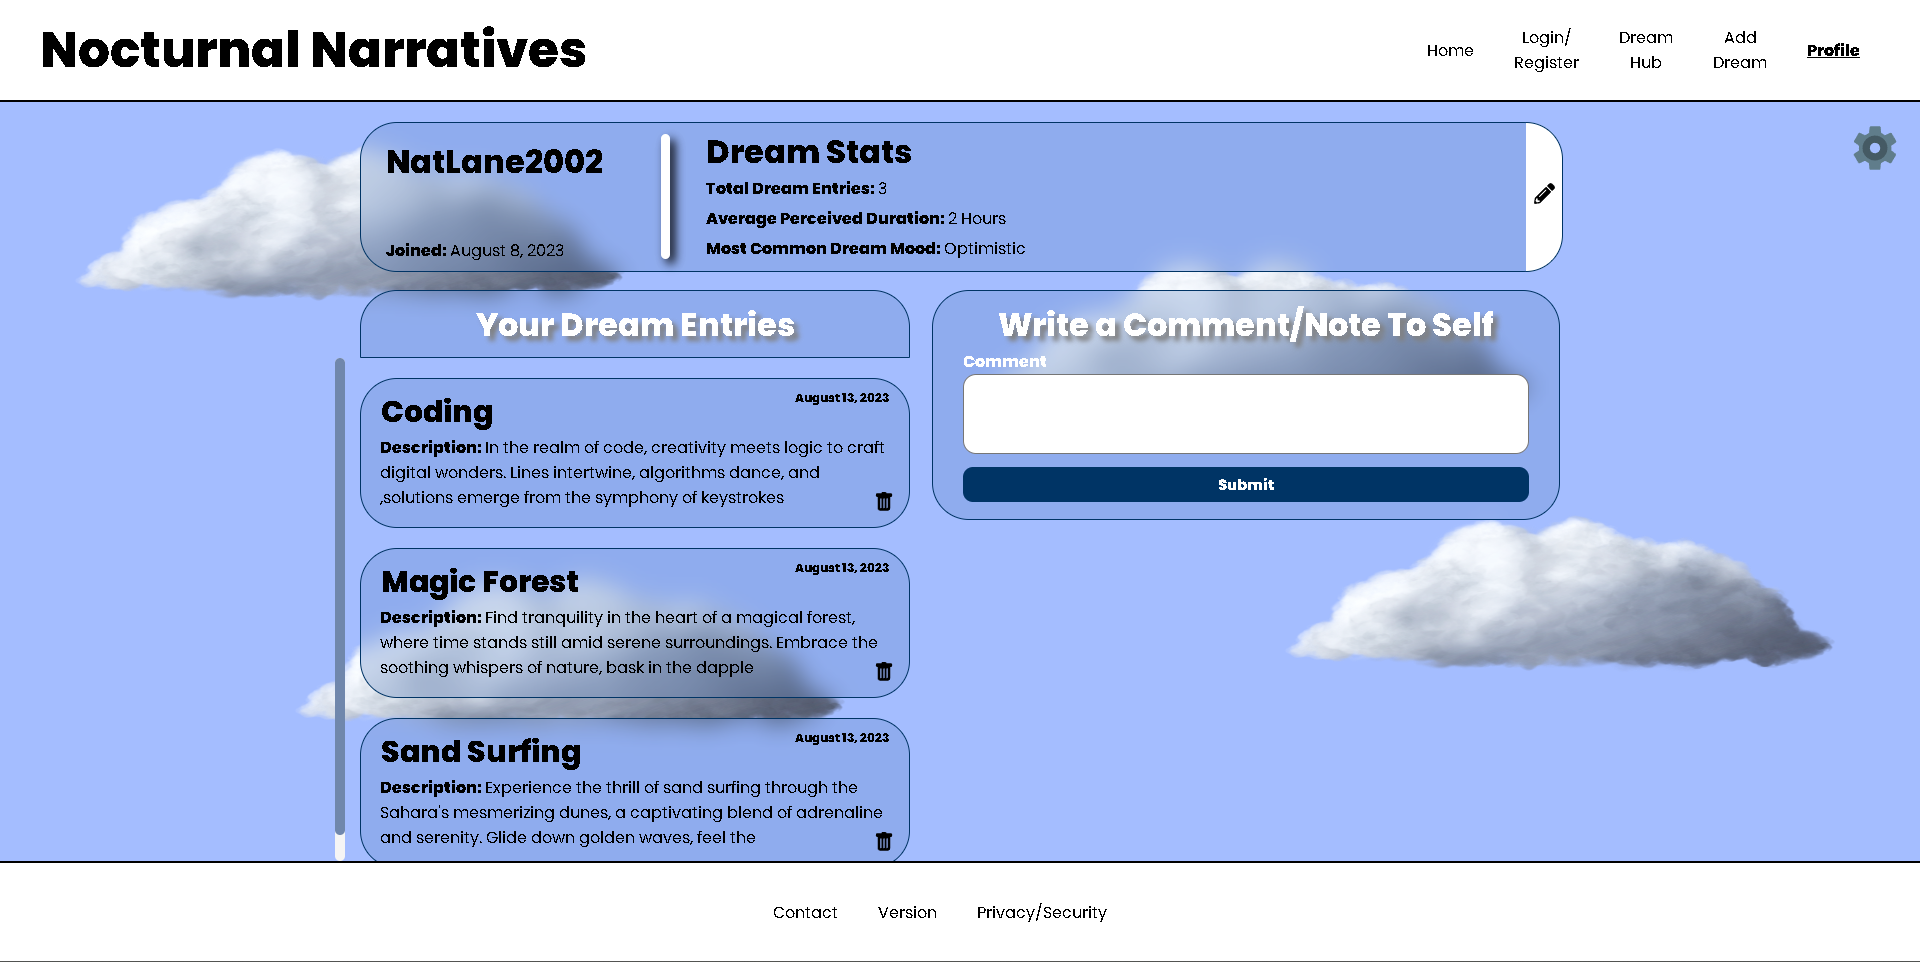 Nocturnal Narratives
Home
Login/
Register
Dream
Hub
Add
Dream
Profile
NatLane2002
Joined: August 8, 2023
Dream Stats
Total Dream Entries: 3
Average Perceived Duration: 2 Hours
Most Common Dream Mood: Optimistic
Your Dream Entries
Coding
August 13, 2023
Description: In the realm of code, creativity meets logic to craft
digital wonders. Lines intertwine, algorithms dance, and
,solutions emerge from the symphony of keystrokes
Magic Forest
August 13, 2023
Description: Find tranquility in the heart of a magical forest,
where time stands still amid serene surroundings. Embrace the
soothing whispers of nature, bask in the dapple
Sand Surfing
August 13, 2023
Description: Experience the thrill of sand surfing through the
Sahara's mesmerizing dunes, a captivating blend of adrenaline
and serenity. Glide down golden waves, feel the
Write a Comment/Note To Self
Comment
Submit
Contact
Version
Privacy/Security